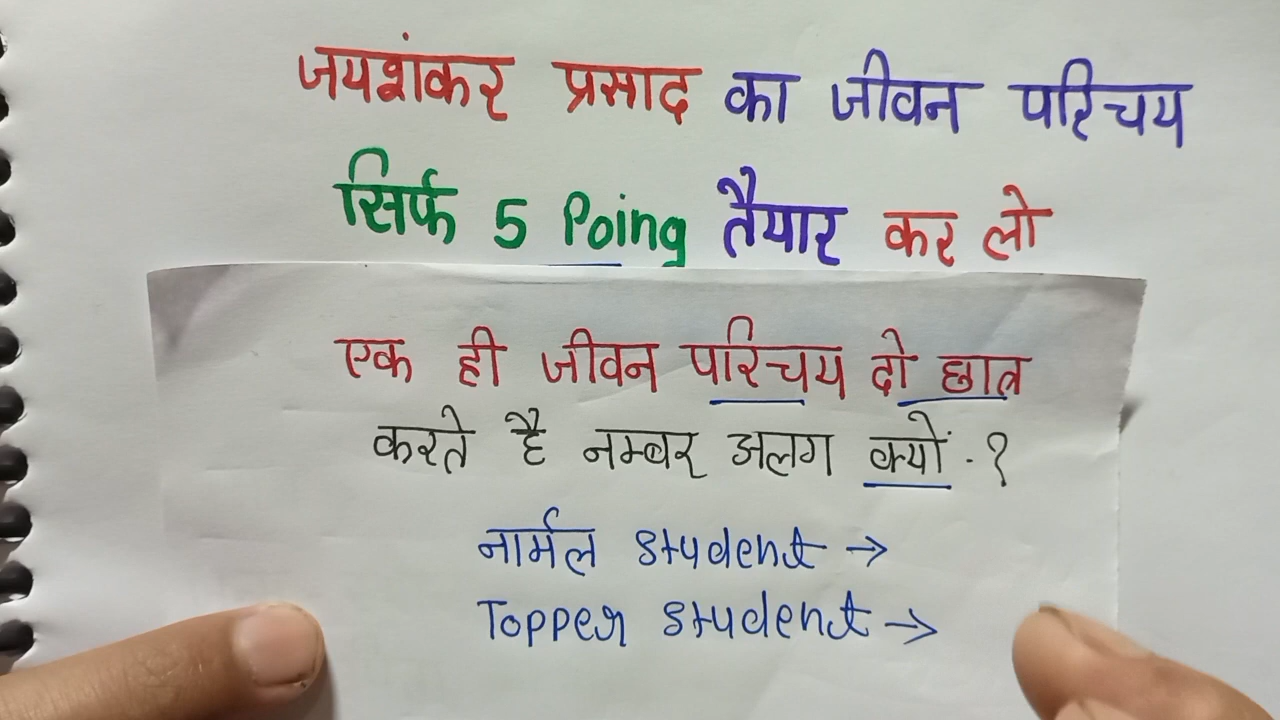 जयशंकर प्रसाद का जीवन परिचय
सिर्फ 5 Poing तैयार कर लो
एक ही जीवन परिचय दो छात्र
करते है नम्बर अलग क्यों.?
नार्मल student →
Topper student →